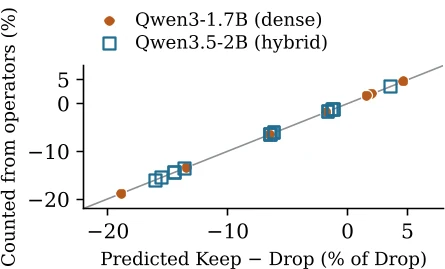 Qwen3-1.7B (dense)
Qwen3.5-2B (hybrid)
Counted from operators (%)
5
0
−10
−20
−20
−10
0
5
Predicted Keep − Drop (% of Drop)